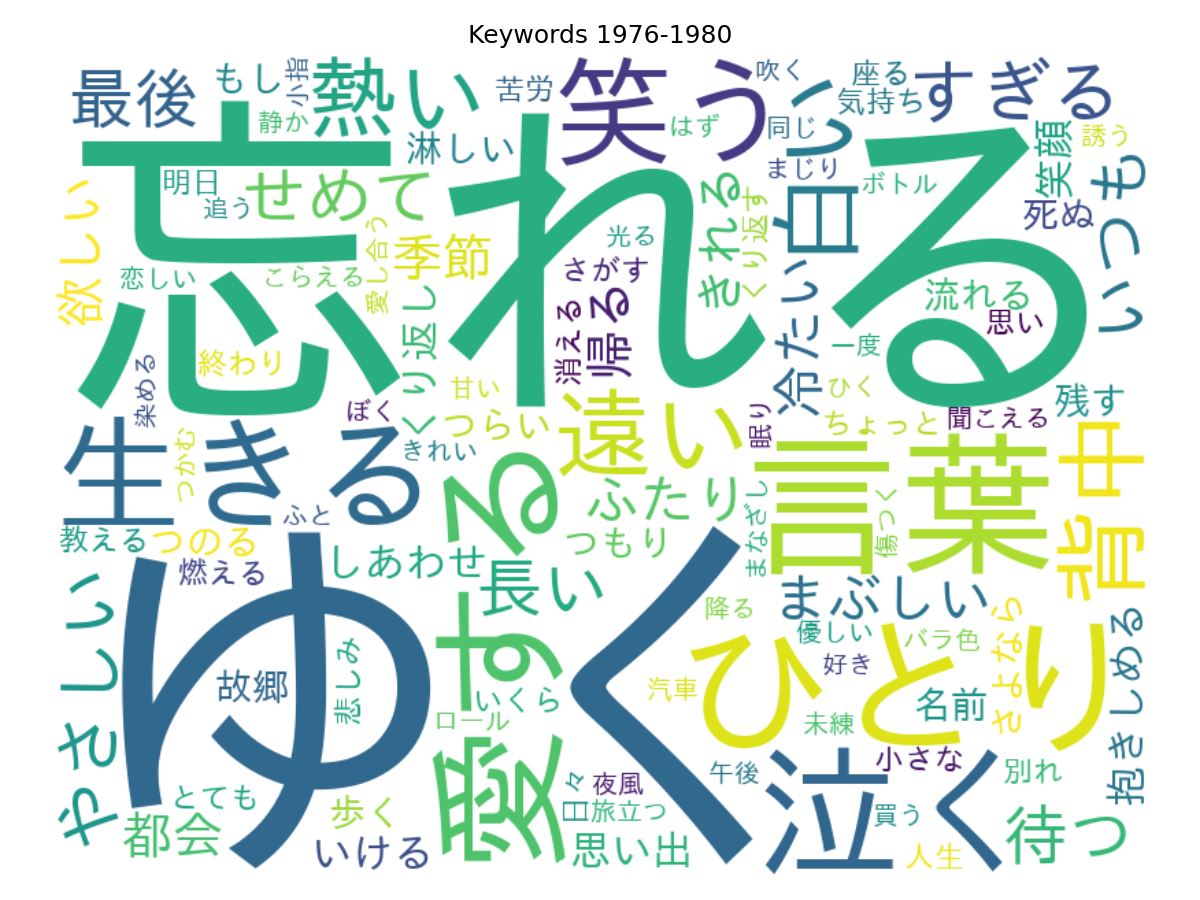 Keywords 1976-1980
最後
もし
小指
熱い
苦労
笑う
吹く
座る
気持ち
すぎる
静か
淋しい
はず
同じ
白い
笑顔
誘う
まじり
いつも
忘れる
明日
追う
せめて
ボトル
死ぬ
欲しい
季節
愛し合う
きれる
くり返す
光る
恋しい
こらえる
さがす
冷たい
流れる
思い
くり返し
消える
帰る
一度
終わり
染める
ぼく
甘い
ひく
残す
つらい
遠い
眠り
ちょっと
聞こえる
生きる
つかむ
きれい
言葉
背中
ふたり
まなざし
傷つく
ふと
教える
つのる
つもり
しあわせ
燃える
長い
まぶしい
やさしい
ゆく
愛する
降る
優しい
バラ色
さよなら
抱きしめる
ひとり
好き
故郷
悲しみ
いくら
汽車
名前
ロール
未練
泣く
小さな
午後
別れ
日々
夜風
旅立つ
とても
都会
歩く
いける
思い出
買う
待つ
人生